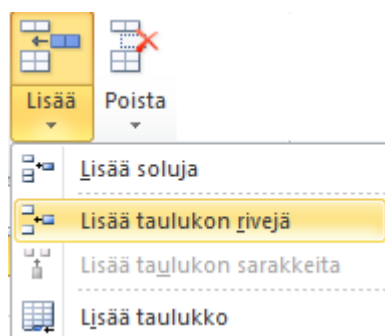 Lisää Poista
Lisää soluja
Lisää taulukon rivejä
Lisää taulukon sarakkeita
Lisää taulukko